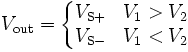 V_out = { V_S+   V_1 > V_2
          V_S−   V_1 < V_2